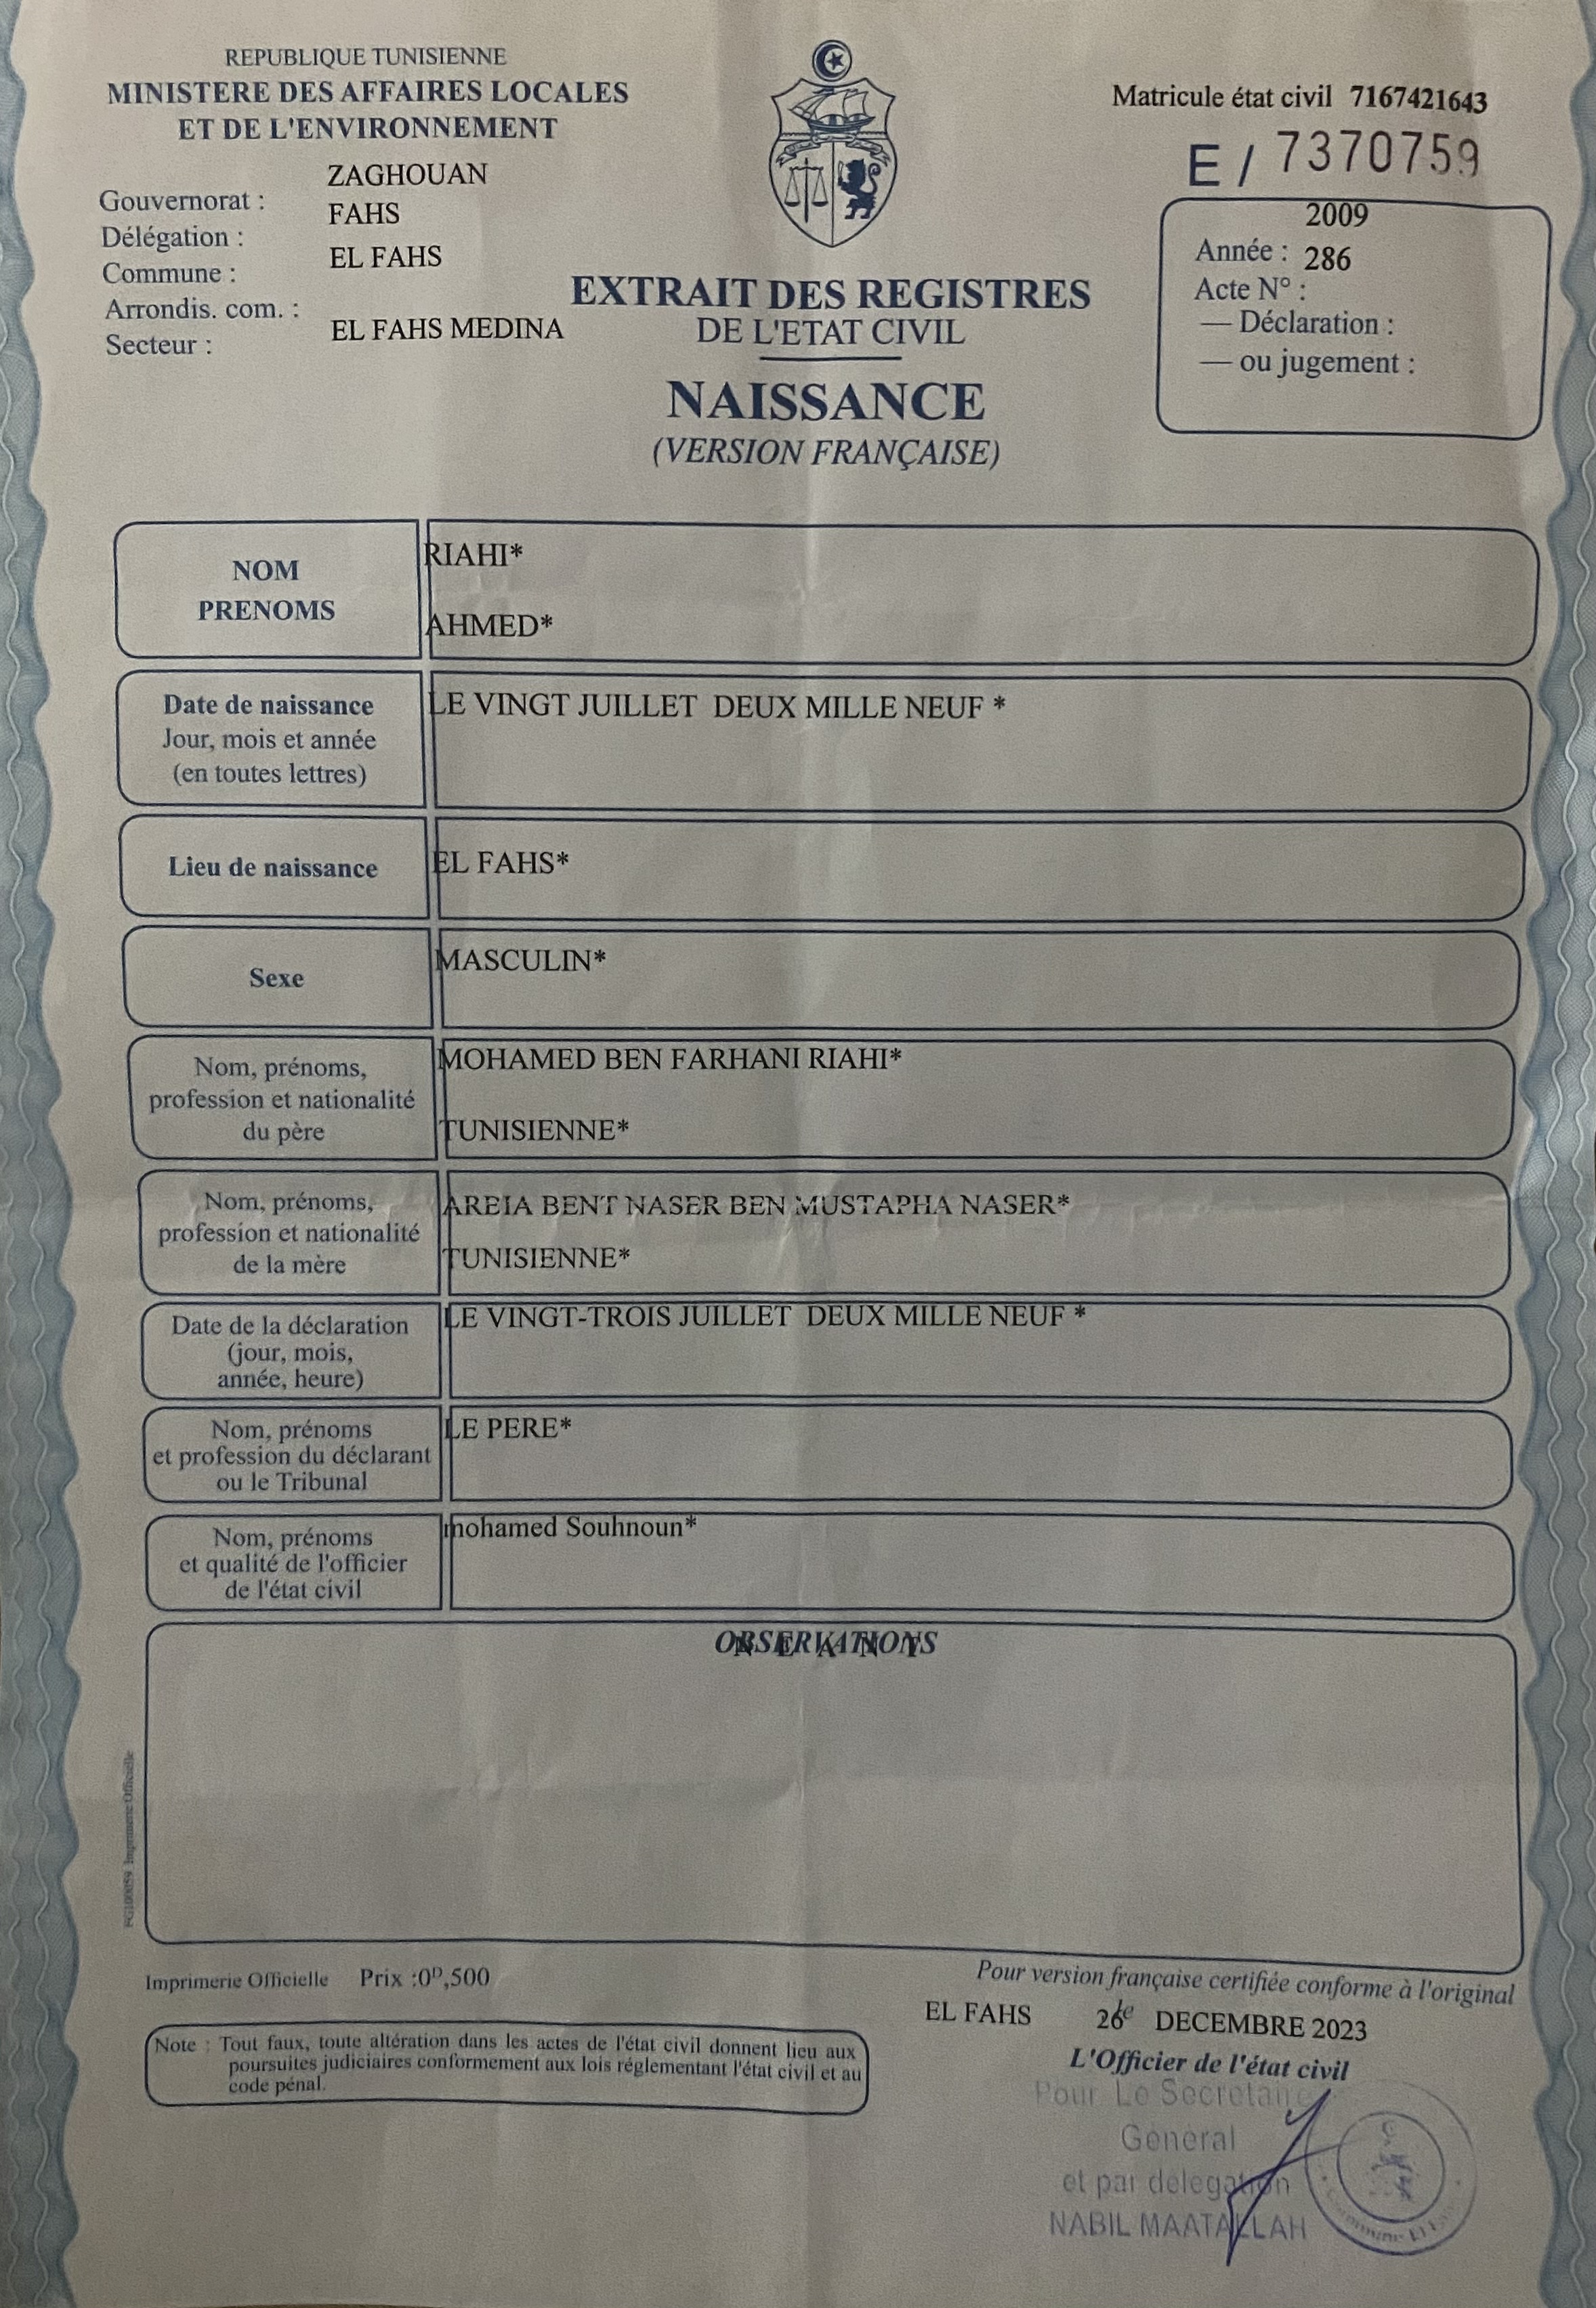 REPUBLIQUE TUNISIENNE
MINISTERE DES AFFAIRES LOCALES
ET DE L'ENVIRONNEMENT
Gouvernorat : ZAGHOUAN
Délégation : FAHS
Commune : EL FAHS
Arrondis. com. :
Secteur : EL FAHS MEDINA
EXTRAIT DES REGISTRES
DE L'ETAT CIVIL
NAISSANCE
(VERSION FRANÇAISE)
Matricule état civil 7167421643
E / 7370759
2009
Année : 286
Acte N° :
— Déclaration :
— ou jugement :
NOM
PRENOMS
RIAHI*
AHMED*
Date de naissance
Jour, mois et année
(en toutes lettres)
LE VINGT JUILLET DEUX MILLE NEUF *
Lieu de naissance
EL FAHS*
Sexe
MASCULIN*
Nom, prénoms,
profession et nationalité
du père
MOHAMED BEN FARHANI RIAHI*
TUNISIENNE*
Nom, prénoms,
profession et nationalité
de la mère
AREIA BENT NASER BEN MUSTAPHA NASER*
TUNISIENNE*
Date de la déclaration
(jour, mois,
année, heure)
LE VINGT-TROIS JUILLET DEUX MILLE NEUF *
Nom, prénoms
et profession du déclarant
ou le Tribunal
LE PERE*
Nom, prénoms
et qualité de l'officier
de l'état civil
mohamed Souhnoun*
OBSERVATIONS
N E A N T
Imprimerie Officielle
Imprimerie Officielle Prix :0ᴰ,500
Note : Tout faux, toute altération dans les actes de l'état civil donnent lieu aux
poursuites judiciaires conformement aux lois réglementant l'état civil et au
code pénal.
Pour version française certifiée conforme à l'original
EL FAHS le 26 DECEMBRE 2023
L'Officier de l'état civil
Pour Le Secretaire
Général
et par délégation
NABIL MAATALLAH